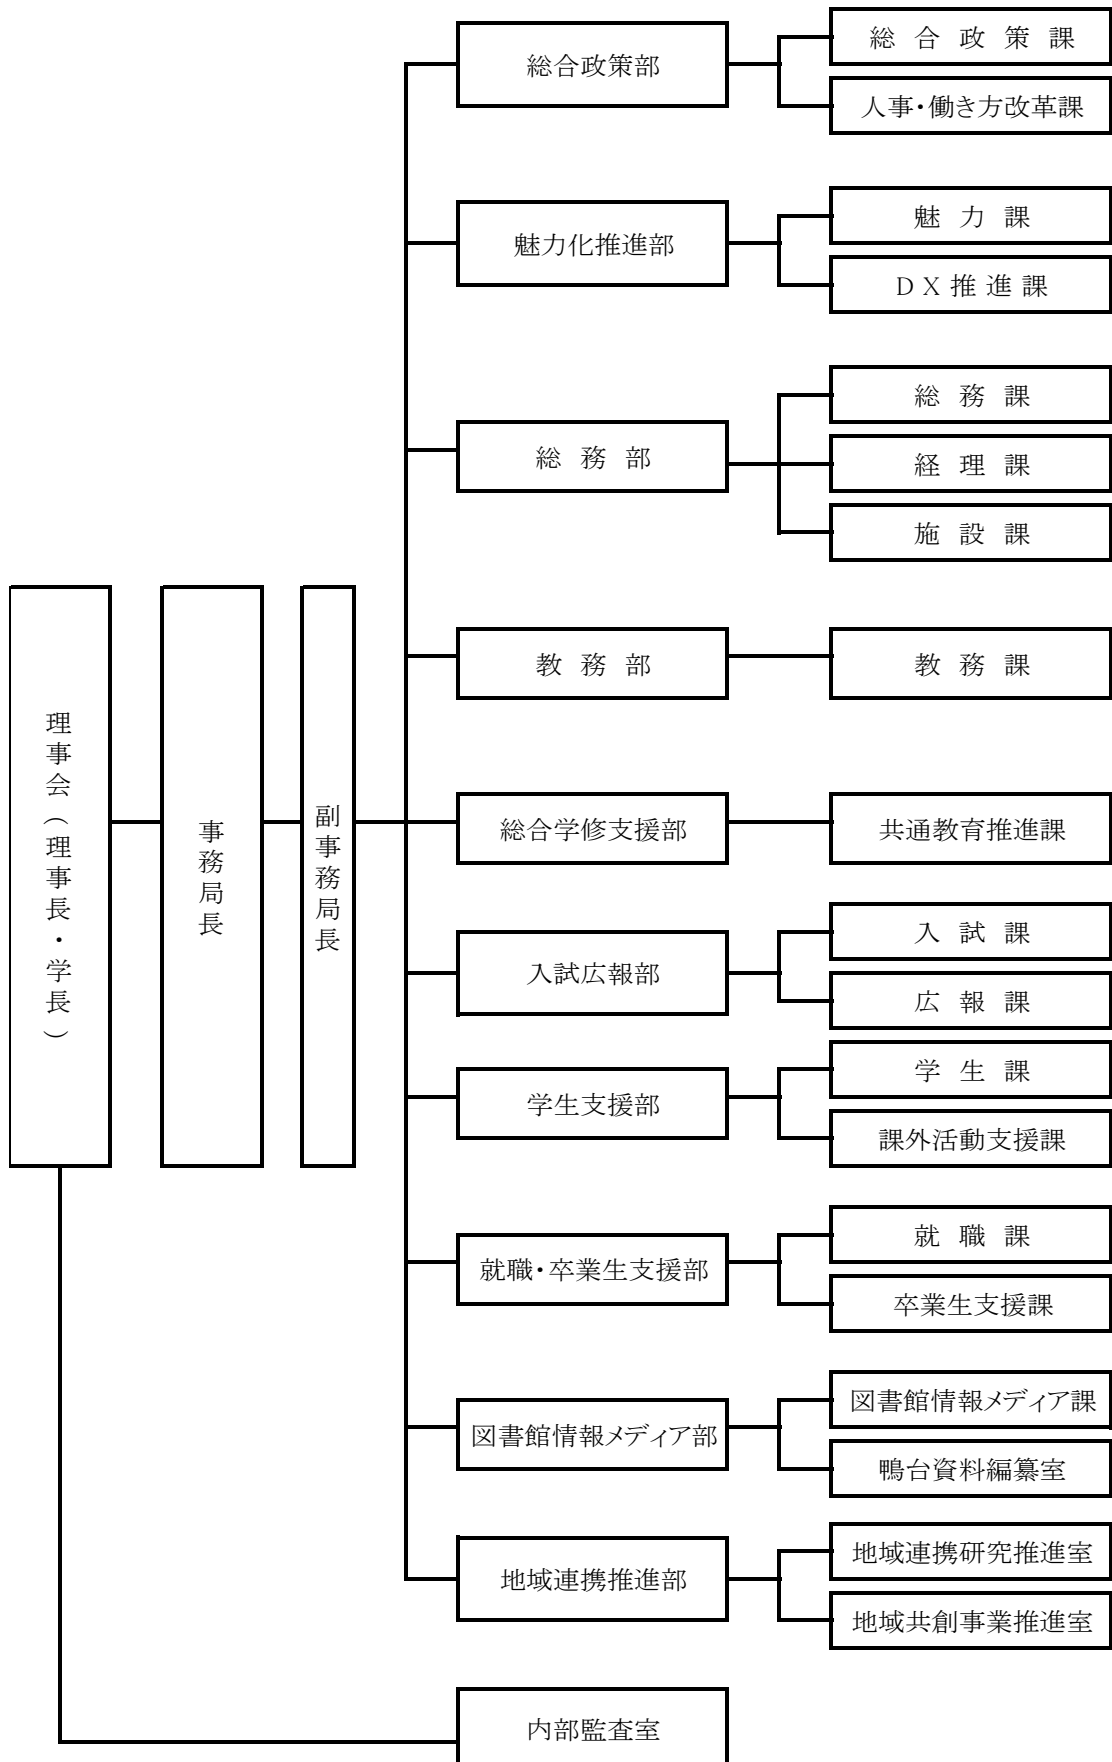 理事会(理事長・学長)
事務局長
副事務局長
総合政策部
総合政策課
人事・働き方改革課
魅力化推進部
魅力課
DX推進課
総務部
総務課
経理課
施設課
教務部
教務課
総合学修支援部
共通教育推進課
入試広報部
入試課
広報課
学生支援部
学生課
課外活動支援課
就職・卒業生支援部
就職課
卒業生支援課
図書館情報メディア部
図書館情報メディア課
鴨台資料編纂室
地域連携推進部
地域連携研究推進室
地域共創事業推進室
内部監査室